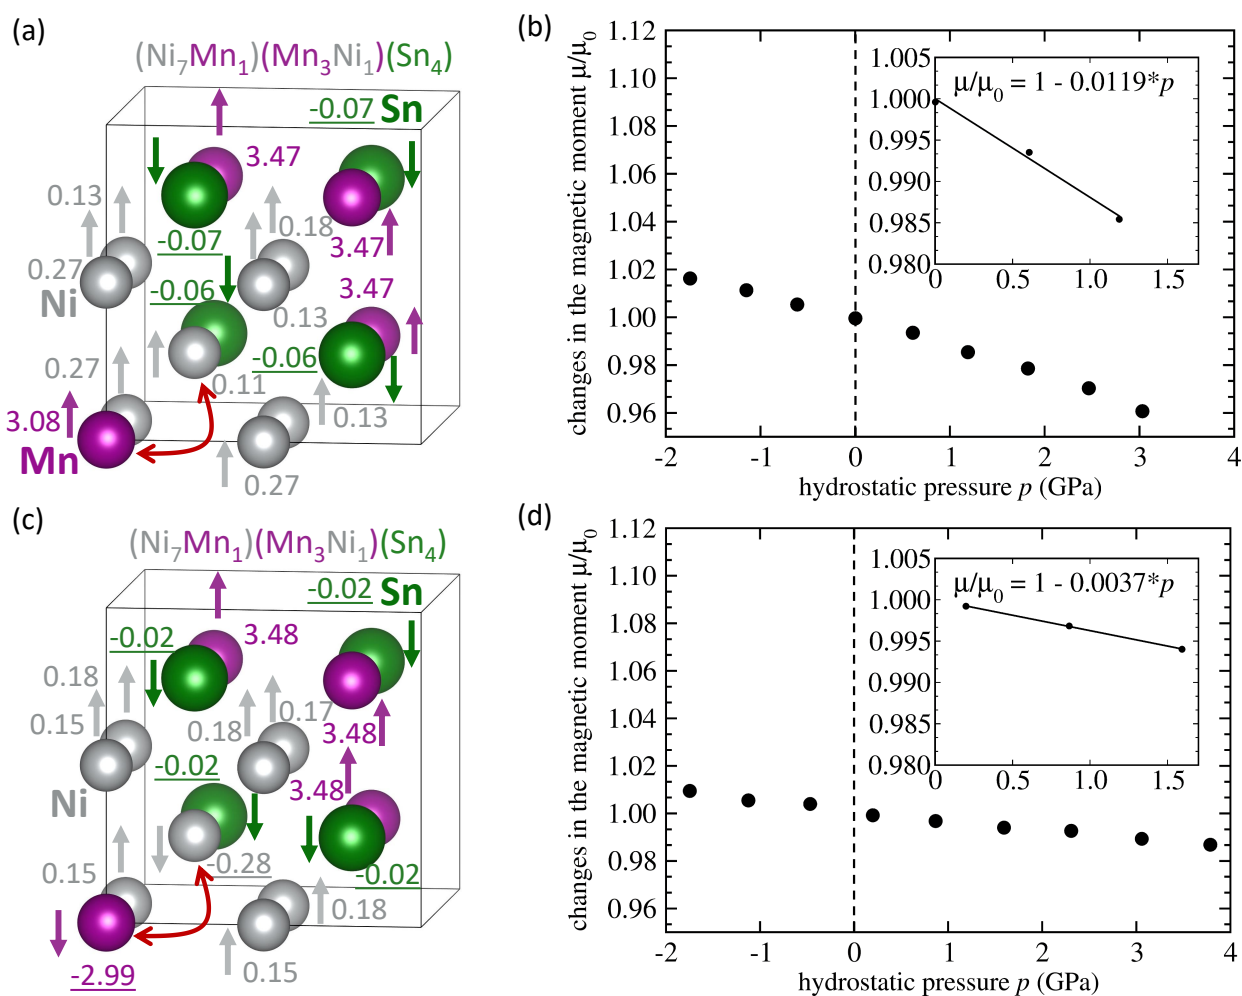 (a)
(Ni₇Mn₁)(Mn₃Ni₁)(Sn₄)
-0.07 Sn
3.47
0.13
0.18
-0.07
3.47
0.27
Ni
-0.06
3.47
0.13
-0.06
0.27
0.11
0.13
3.08
Mn
0.27
(b)
changes in the magnetic moment μ/μ₀
1.12
1.10
1.08
1.06
1.04
1.02
1.00
0.98
0.96
-2 -1 0 1 2 3 4
hydrostatic pressure p (GPa)
μ/μ₀ = 1 - 0.0119*p
1.005
1.000
0.995
0.990
0.985
0.980
0 0.5 1.0 1.5
(c)
(Ni₇Mn₁)(Mn₃Ni₁)(Sn₄)
-0.02 Sn
-0.02
3.48
0.18
0.17
0.15
0.18
3.48
-0.02
Ni
3.48
0.15
-0.28
-0.02
0.18
-2.99
0.15
(d)
changes in the magnetic moment μ/μ₀
1.12
1.10
1.08
1.06
1.04
1.02
1.00
0.98
0.96
-2 -1 0 1 2 3 4
hydrostatic pressure p (GPa)
μ/μ₀ = 1 - 0.0037*p
1.005
1.000
0.995
0.990
0.985
0.980
0 0.5 1.0 1.5